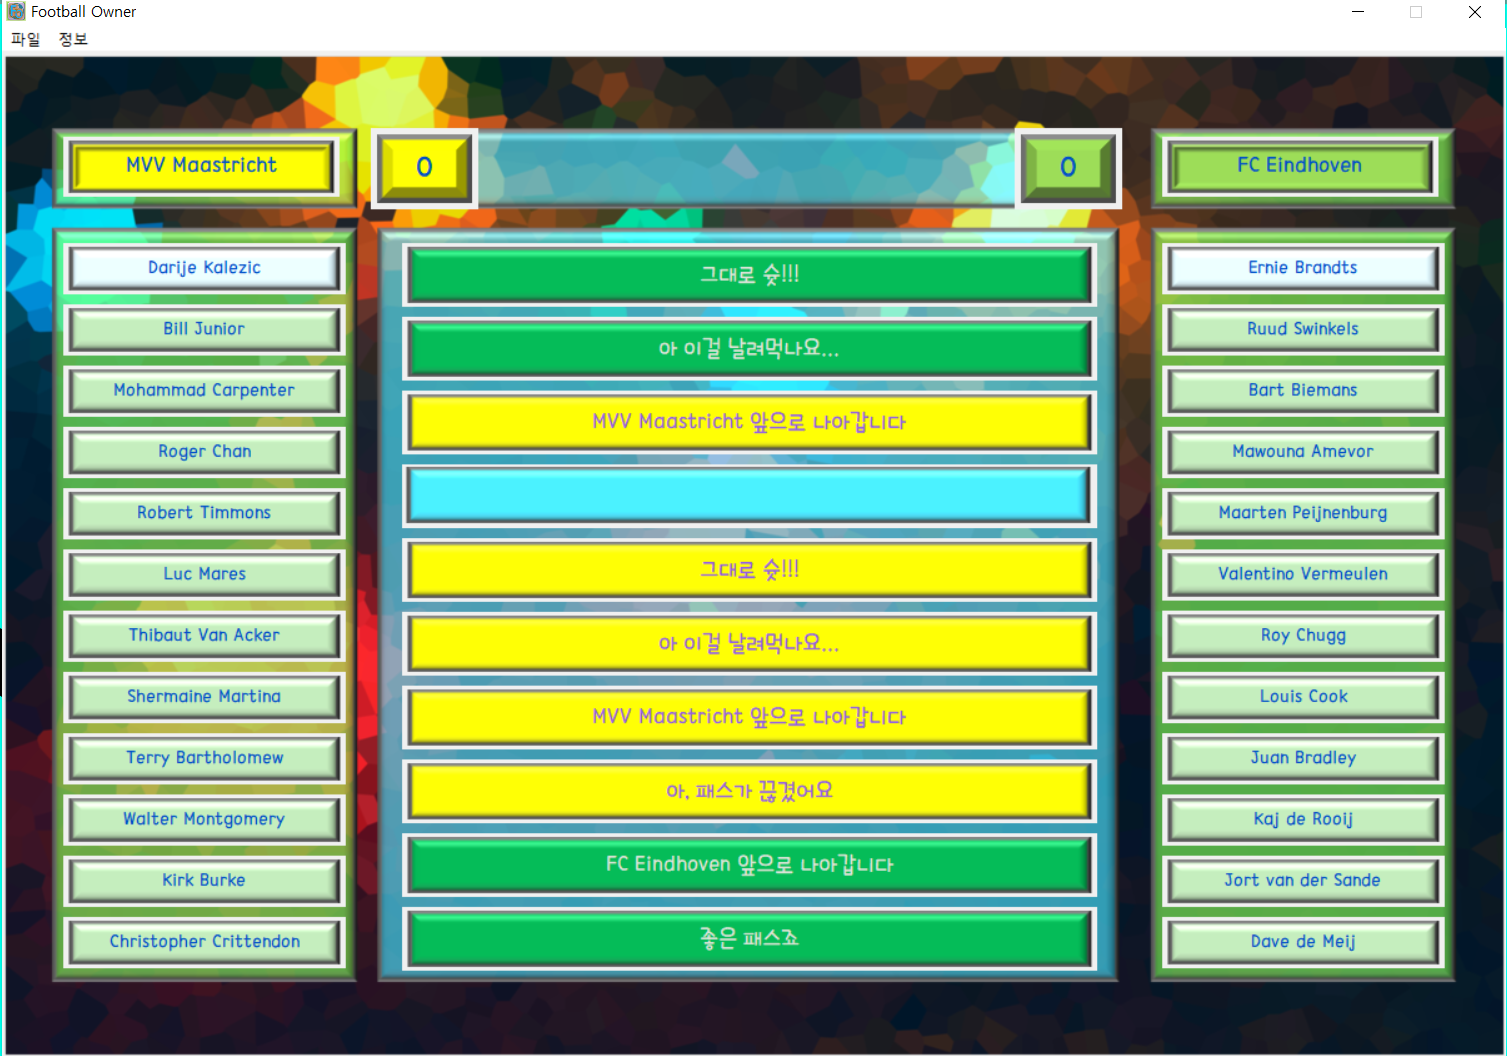 Football Owner
파일 정보
MVV Maastricht
0
0
FC Eindhoven
Darije Kalezic
Bill Junior
Mohammad Carpenter
Roger Chan
Robert Timmons
Luc Mares
Thibaut Van Acker
Shermaine Martina
Terry Bartholomew
Walter Montgomery
Kirk Burke
Christopher Crittendon
그대로 슛!!!
아 이걸 날려먹나요...
MVV Maastricht 앞으로 나아갑니다
그대로 슛!!!
아 이걸 날려먹나요...
MVV Maastricht 앞으로 나아갑니다
아, 패스가 끊겼어요
FC Eindhoven 앞으로 나아갑니다
좋은 패스죠
Ernie Brandts
Ruud Swinkels
Bart Biemans
Mawouna Amevor
Maarten Peijnenburg
Valentino Vermeulen
Roy Chugg
Louis Cook
Juan Bradley
Kaj de Rooij
Jort van der Sande
Dave de Meij